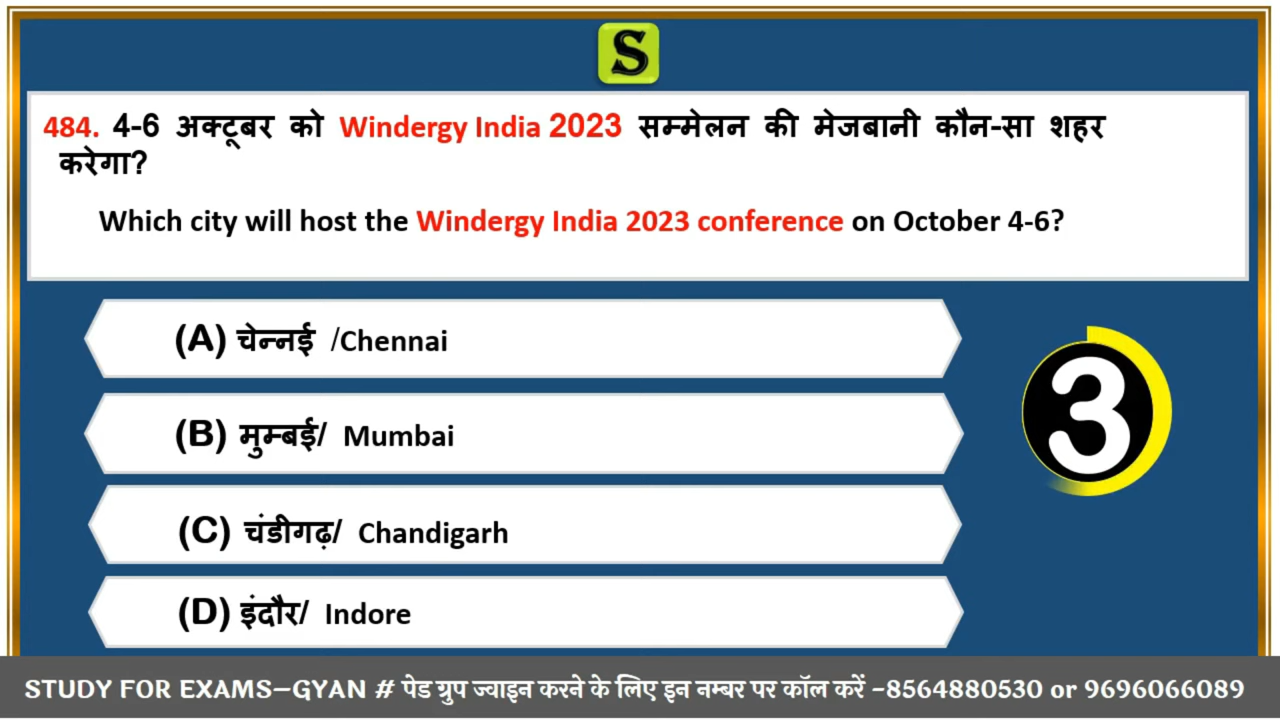 S
484. 4-6 अक्टूबर को Windergy India 2023 सम्मेलन की मेजबानी कौन-सा शहर
करेगा?
Which city will host the Windergy India 2023 conference on October 4-6?
(A) चेन्नई /Chennai
(B) मुम्बई/ Mumbai
3
(C) चंडीगढ़/ Chandigarh
(D) इंदौर/ Indore
STUDY FOR EXAMS–GYAN # पेड ग्रुप ज्वाइन करने के लिए इन नम्बर पर कॉल करें -8564880530 or 9696066089